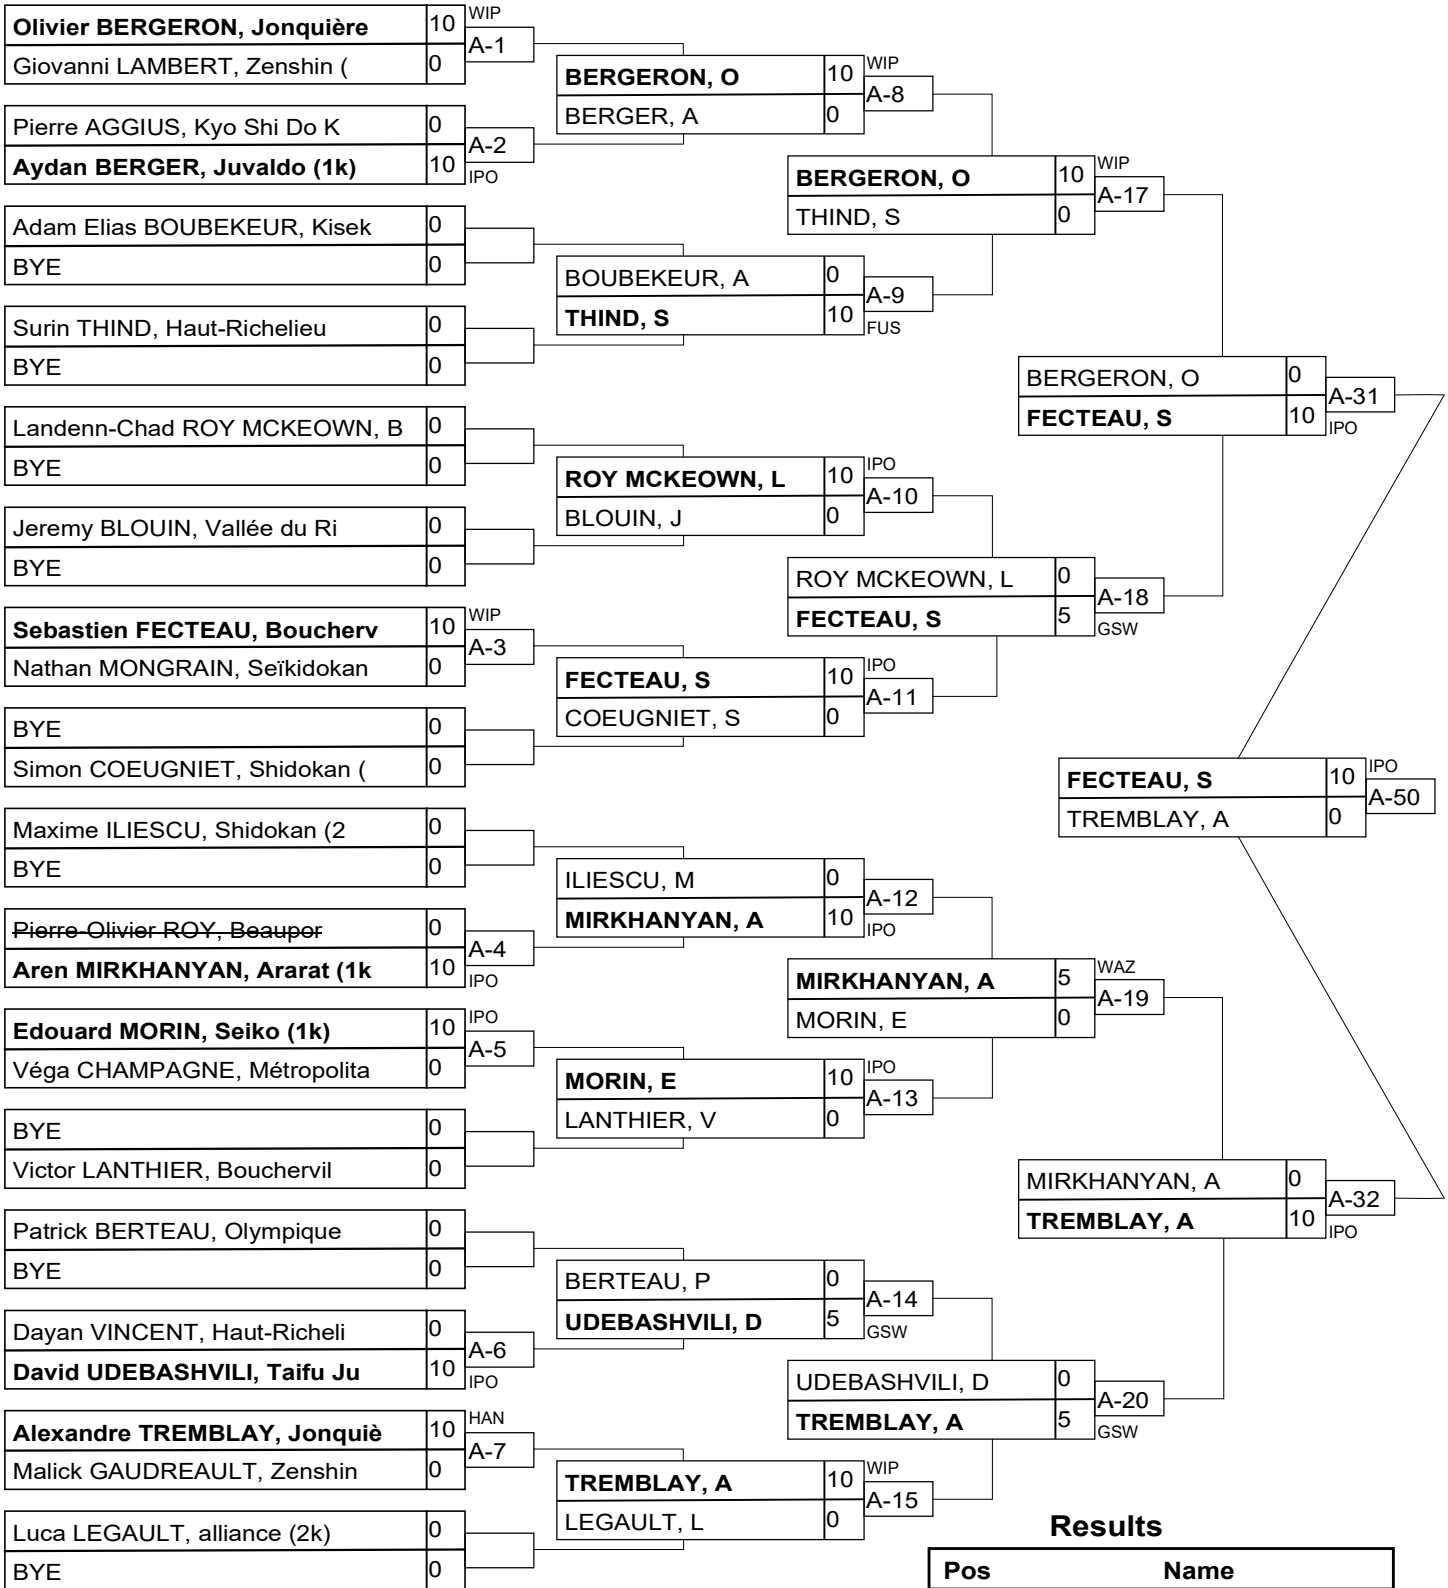 Olivier BERGERON, Jonquière 10 WIP
A-1
Giovanni LAMBERT, Zenshin ( 0
Pierre AGGIUS, Kyo Shi Do K 0
A-2
Aydan BERGER, Juvaldo (1k) 10 IPO
Adam Elias BOUBEKEUR, Kisek 0
BYE 0
Surin THIND, Haut-Richelieu 0
BYE 0
Landenn-Chad ROY MCKEOWN, B 0
BYE 0
Jeremy BLOUIN, Vallée du Ri 0
BYE 0
Sebastien FECTEAU, Boucherv 10 WIP
A-3
Nathan MONGRAIN, Seïkidokan 0
BYE 0
Simon COEUGNIET, Shidokan ( 0
Maxime ILIESCU, Shidokan (2 0
BYE 0
Pierre-Olivier ROY, Beaupor 0
A-4
Aren MIRKHANYAN, Ararat (1k 10 IPO
Edouard MORIN, Seiko (1k) 10 IPO
A-5
Véga CHAMPAGNE, Métropolita 0
BYE 0
Victor LANTHIER, Bouchervil 0
Patrick BERTEAU, Olympique 0
BYE 0
Dayan VINCENT, Haut-Richeli 0
A-6
David UDEBASHVILI, Taifu Ju 10 IPO
Alexandre TREMBLAY, Jonquiè 10 HAN
A-7
Malick GAUDREAULT, Zenshin 0
Luca LEGAULT, alliance (2k) 0
BYE 0
BERGERON, O 10 WIP
A-8
BERGER, A 0
BOUBEKEUR, A 0
A-9
THIND, S 10 FUS
ROY MCKEOWN, L 10 IPO
A-10
BLOUIN, J 0
FECTEAU, S 10 IPO
A-11
COEUGNIET, S 0
ILIESCU, M 0
A-12
MIRKHANYAN, A 10 IPO
MORIN, E 10 IPO
A-13
LANTHIER, V 0
BERTEAU, P 0
A-14
UDEBASHVILI, D 5 GSW
TREMBLAY, A 10 WIP
A-15
LEGAULT, L 0
BERGERON, O 10 WIP
A-17
THIND, S 0
ROY MCKEOWN, L 0
A-18
FECTEAU, S 5 GSW
MIRKHANYAN, A 5 WAZ
A-19
MORIN, E 0
UDEBASHVILI, D 0
A-20
TREMBLAY, A 5 GSW
BERGERON, O 0
A-31
FECTEAU, S 10 IPO
MIRKHANYAN, A 0
A-32
TREMBLAY, A 10 IPO
FECTEAU, S 10 IPO
A-50
TREMBLAY, A 0
Results
Pos Name